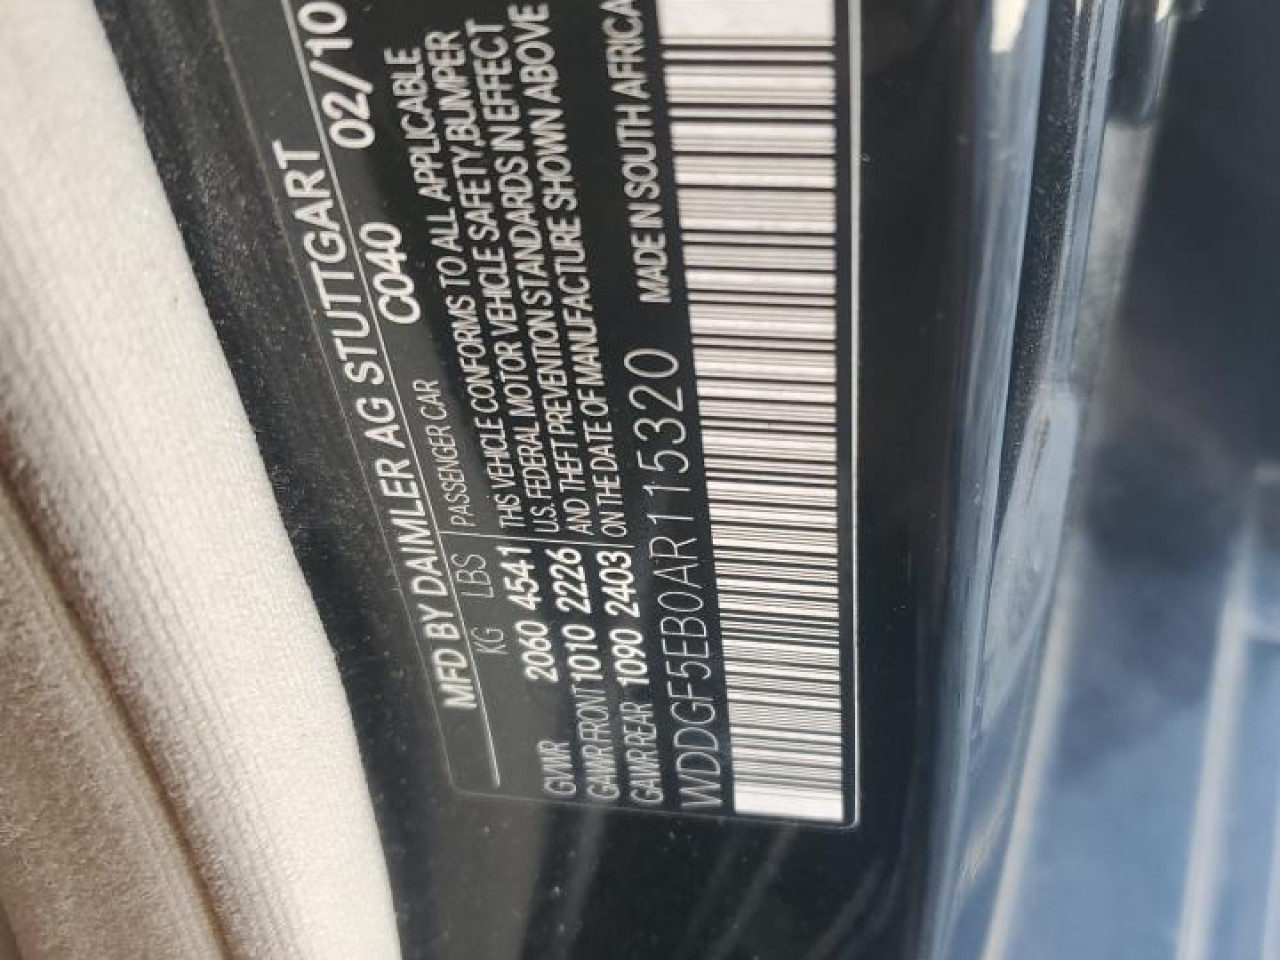 MFD BY DAIMLER AG STUTTGART 02/10
C040
KG LBS PASSENGER CAR
GVWR 2060 4541
GAWR FRONT 1010 2226
GAWR REAR 1090 2403
THIS VEHICLE CONFORMS TO ALL APPLICABLE
U.S. FEDERAL MOTOR VEHICLE SAFETY,BUMPER
AND THEFT PREVENTION STANDARDS IN EFFECT
ON THE DATE OF MANUFACTURE SHOWN ABOVE
WDDGF5EB0AR115320 MADE IN SOUTH AFRICA